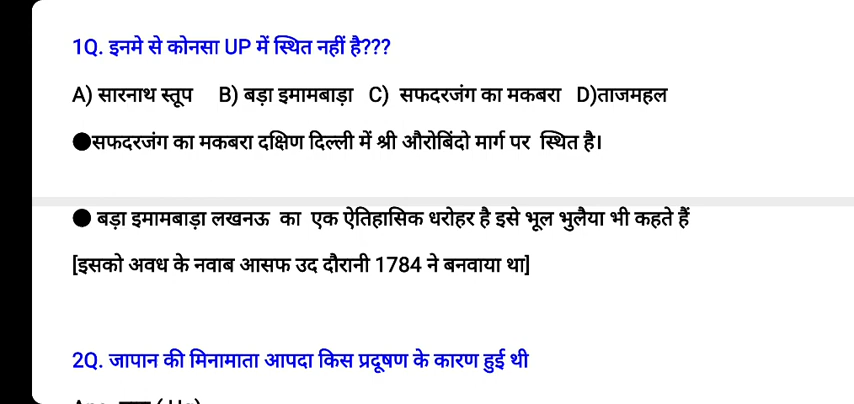 1Q. इनमे से कोनसा UP में स्थित नहीं है???
A) सारनाथ स्तूप B) बड़ा इमामबाड़ा C) सफदरजंग का मकबरा D)ताजमहल
●सफदरजंग का मकबरा दक्षिण दिल्ली में श्री औरोबिंदो मार्ग पर स्थित है।
● बड़ा इमामबाड़ा लखनऊ का एक ऐतिहासिक धरोहर है इसे भूल भुलैया भी कहते हैं
[इसको अवध के नवाब आसफ उद दौरानी 1784 ने बनवाया था]
2Q. जापान की मिनामाता आपदा किस प्रदूषण के कारण हुई थी